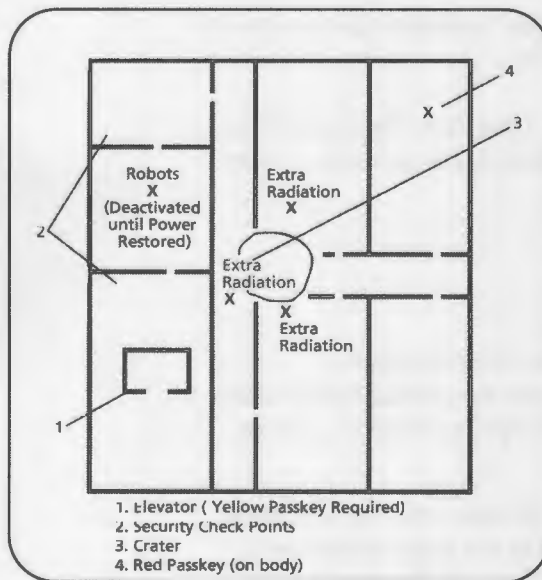 4
3
Robots
X
(Deactivated
until Power
Restored)
Extra
Radiation
X
X
2
Extra
Radiation
X
X
Extra
Radiation
1
1. Elevator ( Yellow Passkey Required)
2. Security Check Points
3. Crater
4. Red Passkey (on body)